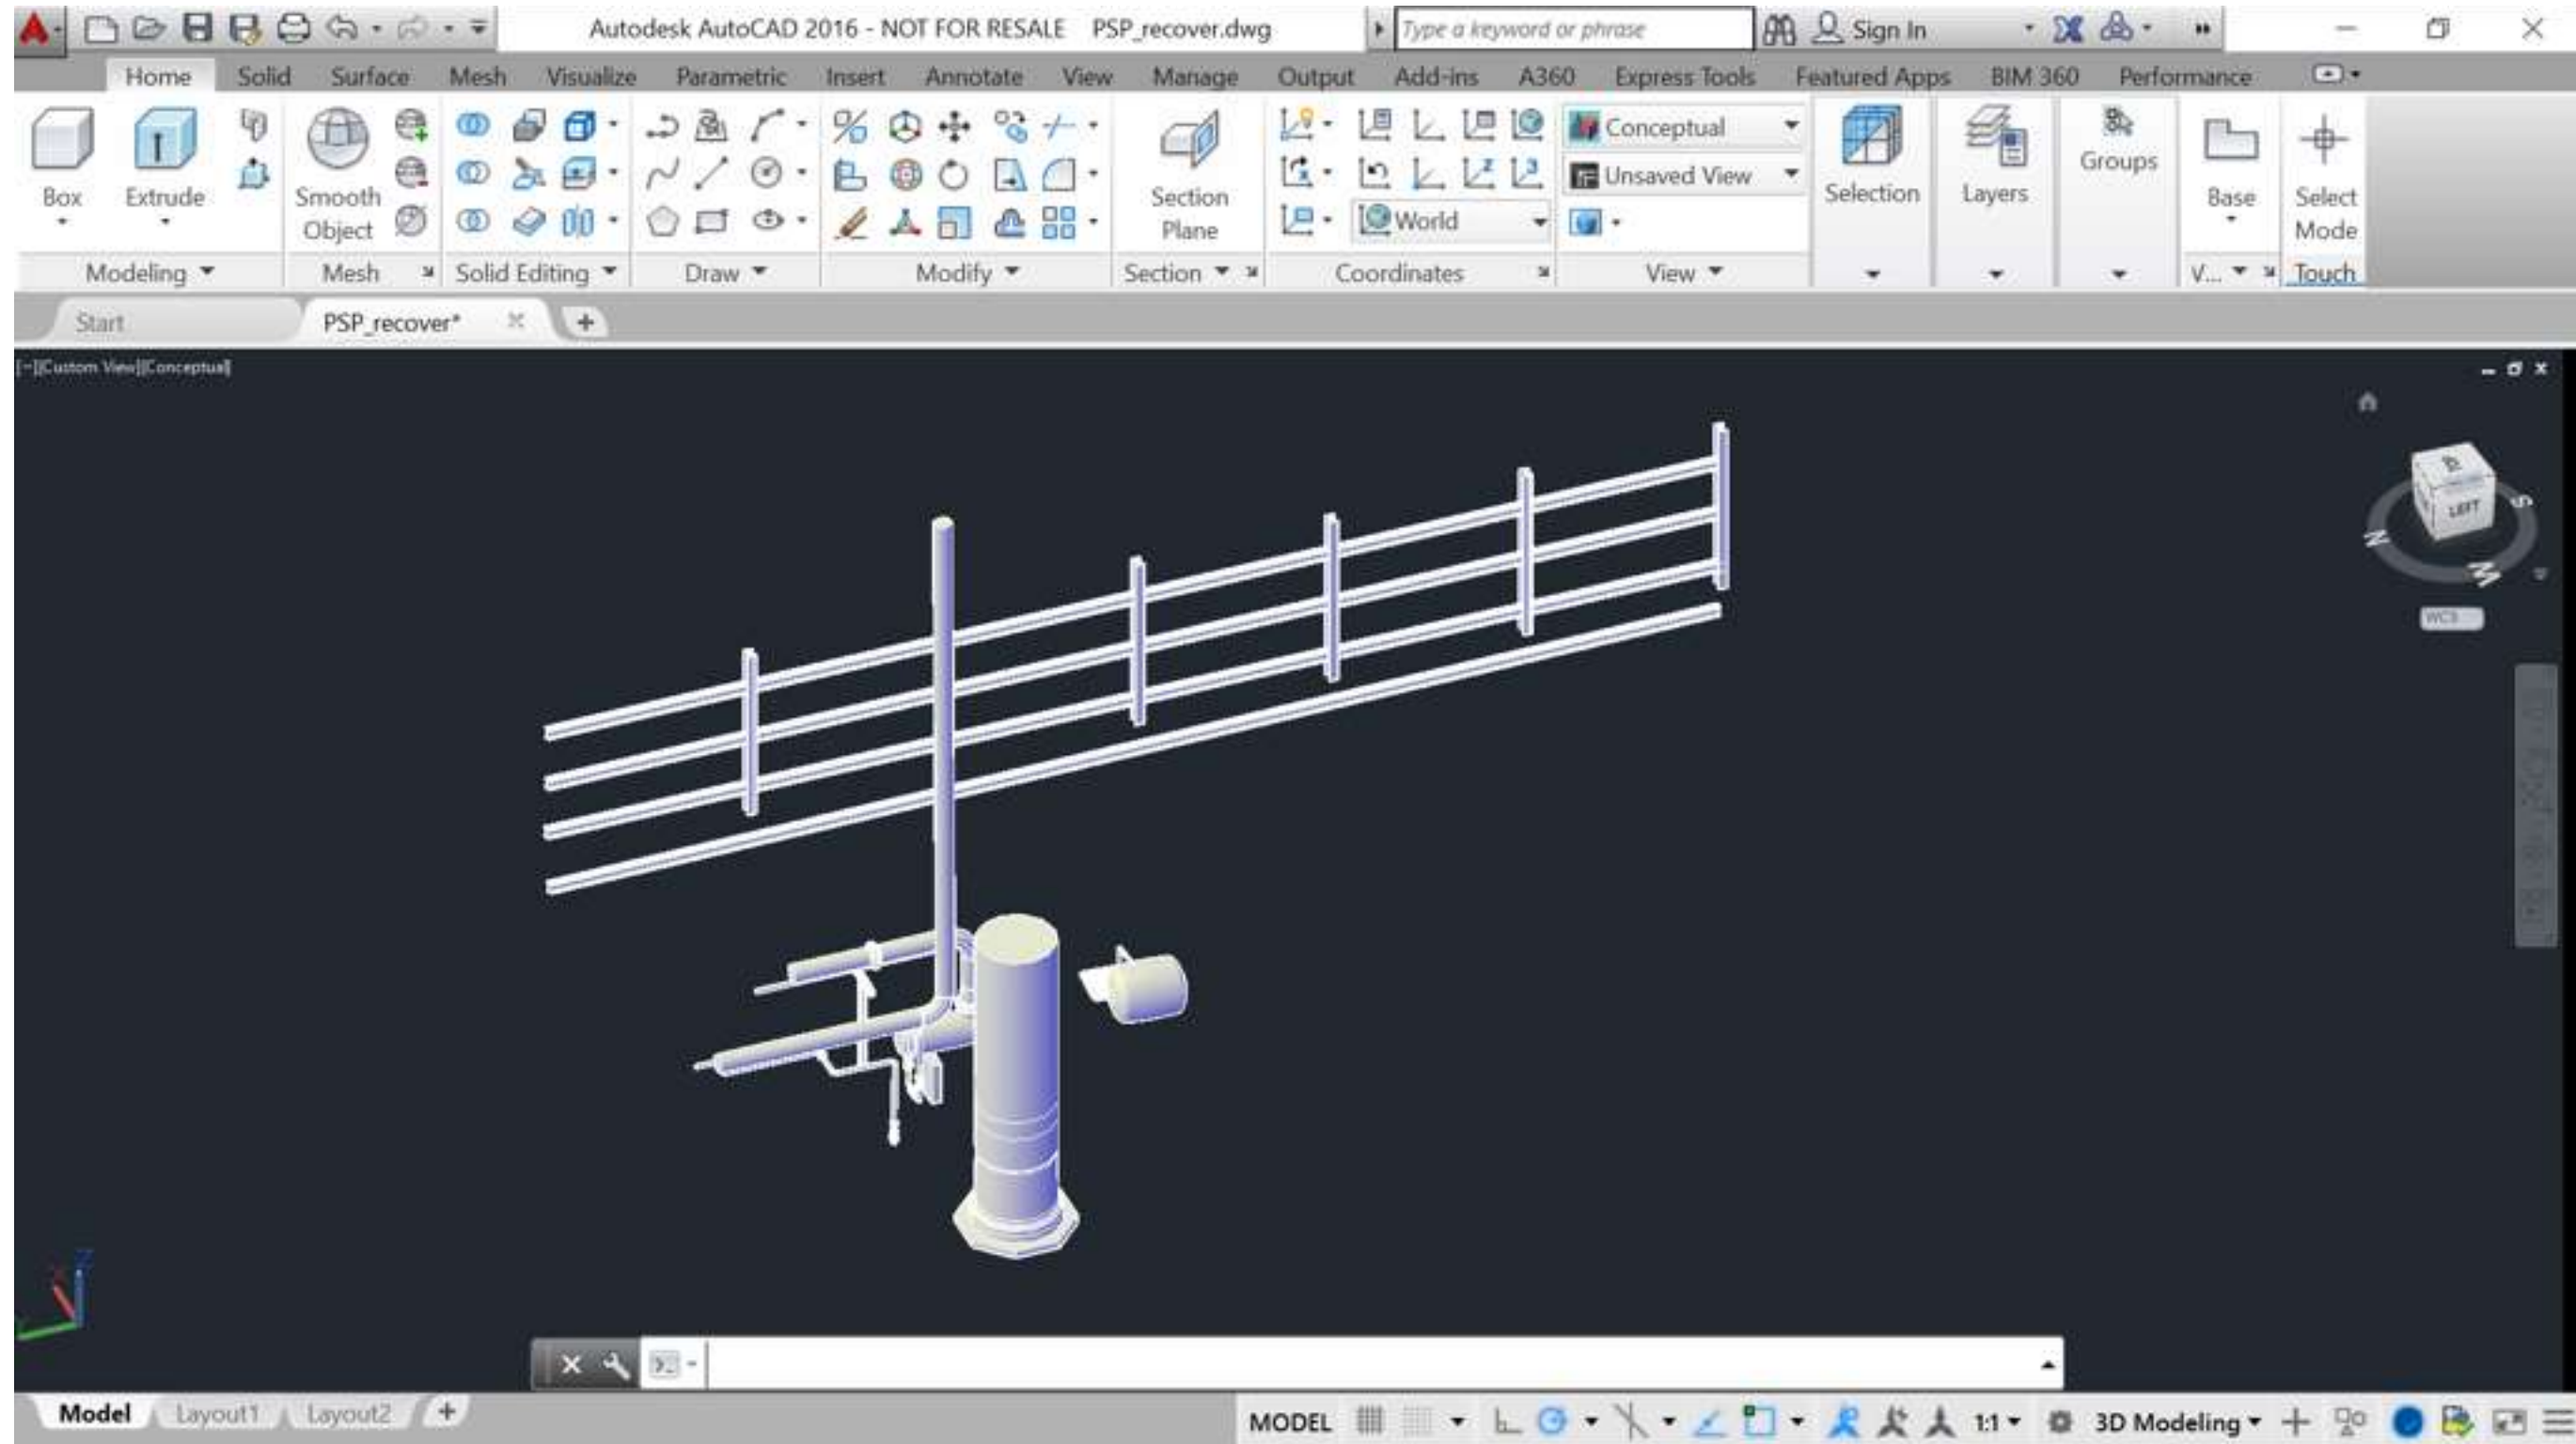 Autodesk AutoCAD 2016 - NOT FOR RESALE PSP_recover.dwg
Type a keyword or phrase
Sign In
Home Solid Surface Mesh Visualize Parametric Insert Annotate View Manage Output Add-ins A360 Express Tools Featured Apps BIM 360 Performance
Conceptual
Unsaved View
World
Box
Extrude
Smooth
Object
Section
Plane
Selection
Layers
Groups
Base
Select
Mode
Modeling Mesh Solid Editing Draw Modify Section Coordinates View V... Touch
Start PSP_recover*
[-][Custom View][Conceptual]
LEFT
S
N
W
WCS
Z
Model Layout1 Layout2
MODEL 1:1 3D Modeling